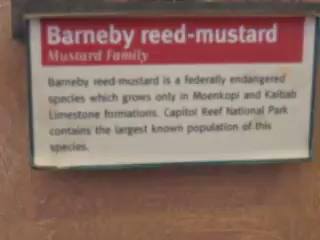 Barneby reed-mustard
Mustard Family
Barneby reed-mustard is a federally endangered
species which grows only in Moenkopi and Kaibab
Limestone formations. Capitol Reef National Park
contains the largest known population of this
species.